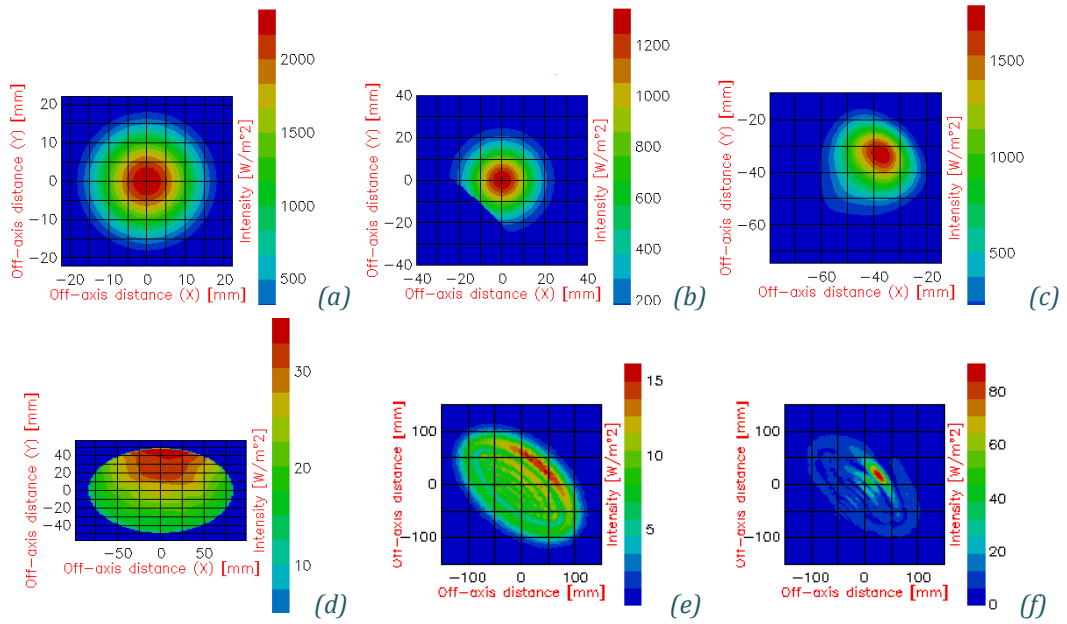 2000
1500
1000
500
Intensity [W/m^2]
20
10
0
−10
−20
Off−axis distance (Y) [mm]
−20 −10 0 10 20
Off−axis distance (X) [mm]
(a)
1200
1000
800
600
400
200
Intensity [W/m^2]
40
20
0
−20
−40
Off−axis distance (Y) [mm]
−40 −20 0 20 40
Off−axis distance (X) [mm]
(b)
1500
1000
500
Intensity [W/m^2]
−20
−40
−60
Off−axis distance (Y) [mm]
−60 −40 −20
Off−axis distance (X) [mm]
(c)
30
20
10
Intensity [W/m^2]
40
20
0
−20
−40
Off−axis distance (Y) [mm]
−50 0 50
Off−axis distance (X) [mm]
(d)
15
10
5
Intensity [W/m^2]
100
0
−100
Off−axis distance [mm]
−100 0 100
Off−axis distance [mm]
(e)
80
60
40
20
0
Intensity [W/m^2]
100
0
−100
Off−axis distance [mm]
−100 0 100
Off−axis distance [mm]
(f)